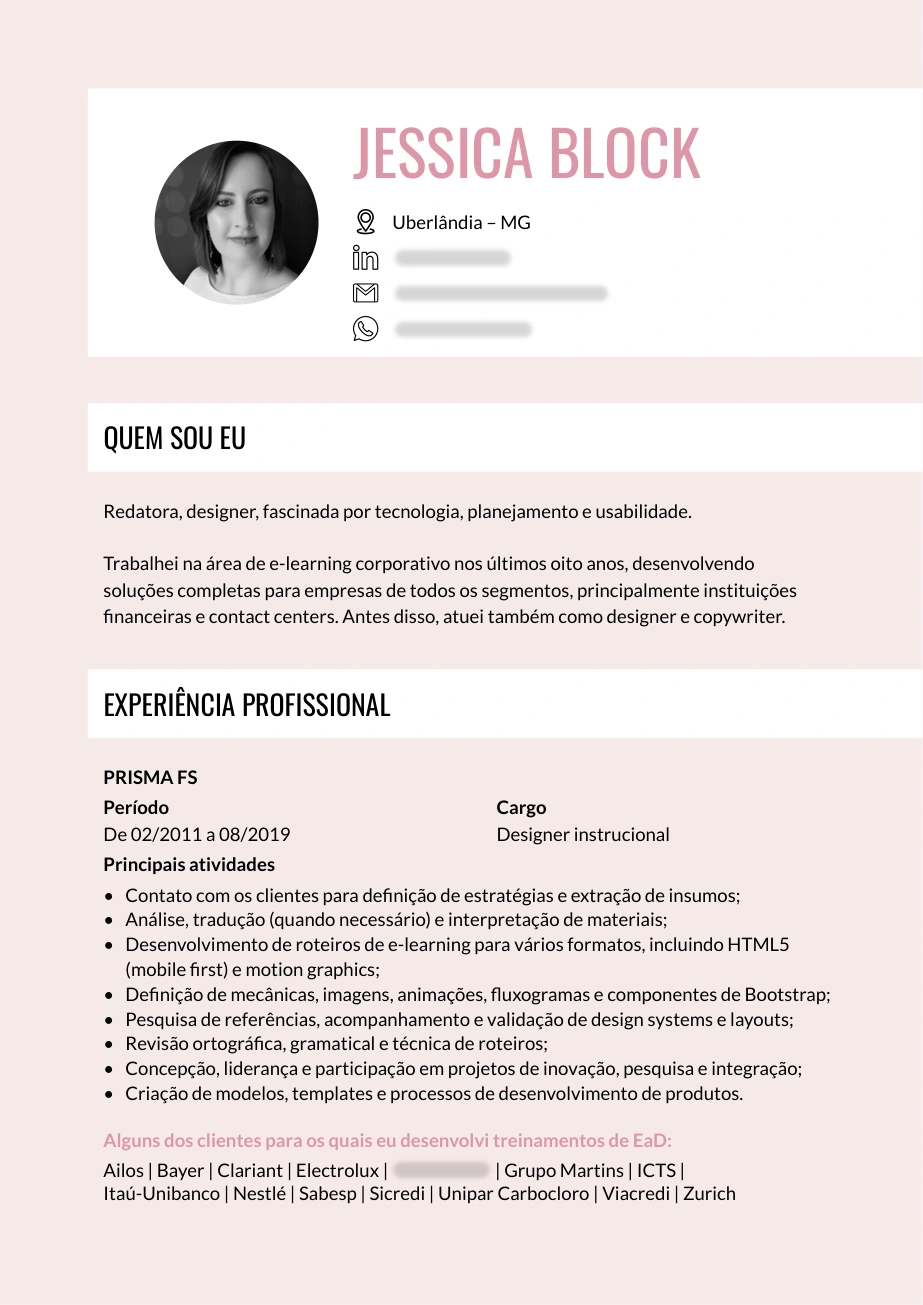 JESSICA BLOCK
Uberlândia – MG
in
QUEM SOU EU
Redatora, designer, fascinada por tecnologia, planejamento e usabilidade.
Trabalhei na área de e-learning corporativo nos últimos oito anos, desenvolvendo
soluções completas para empresas de todos os segmentos, principalmente instituições
financeiras e contact centers. Antes disso, atuei também como designer e copywriter.
EXPERIÊNCIA PROFISSIONAL
PRISMA FS
Período Cargo
De 02/2011 a 08/2019 Designer instrucional
Principais atividades
• Contato com os clientes para definição de estratégias e extração de insumos;
• Análise, tradução (quando necessário) e interpretação de materiais;
• Desenvolvimento de roteiros de e-learning para vários formatos, incluindo HTML5
(mobile first) e motion graphics;
• Definição de mecânicas, imagens, animações, fluxogramas e componentes de Bootstrap;
• Pesquisa de referências, acompanhamento e validação de design systems e layouts;
• Revisão ortográfica, gramatical e técnica de roteiros;
• Concepção, liderança e participação em projetos de inovação, pesquisa e integração;
• Criação de modelos, templates e processos de desenvolvimento de produtos.
Alguns dos clientes para os quais eu desenvolvi treinamentos de EaD:
Ailos | Bayer | Clariant | Electrolux | | Grupo Martins | ICTS |
Itaú-Unibanco | Nestlé | Sabesp | Sicredi | Unipar Carbocloro | Viacredi | Zurich